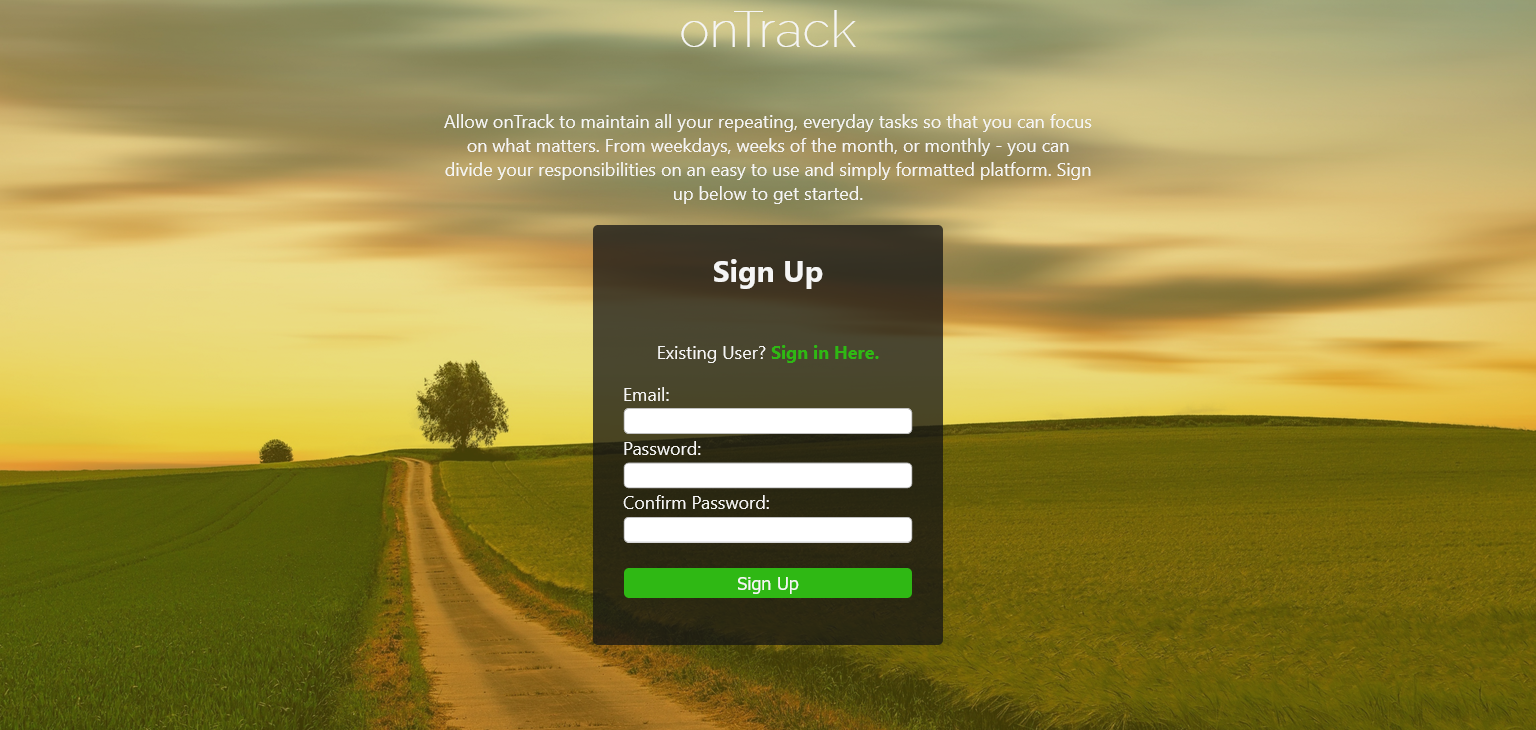 onTrack
Allow onTrack to maintain all your repeating, everyday tasks so that you can focus
on what matters. From weekdays, weeks of the month, or monthly - you can
divide your responsibilities on an easy to use and simply formatted platform. Sign
up below to get started.
Sign Up
Existing User? Sign in Here.
Email:
Password:
Confirm Password:
Sign Up